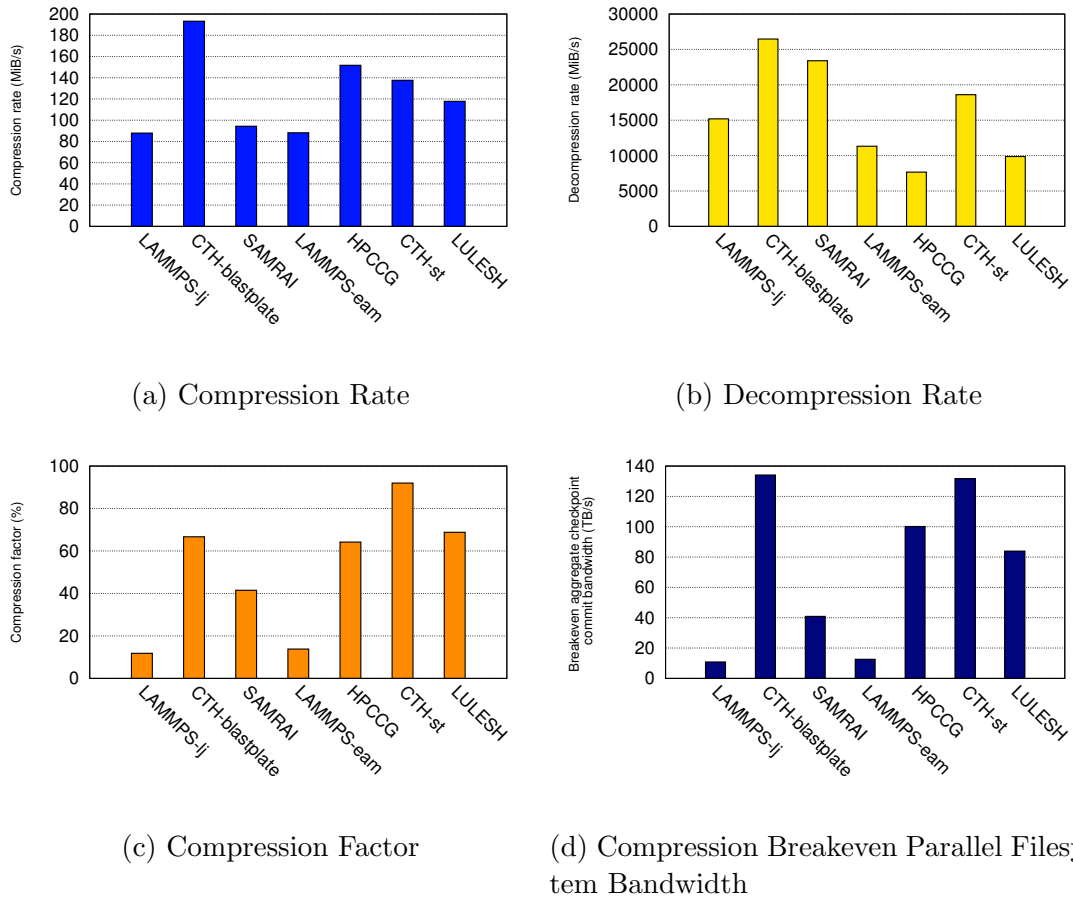 Compression rate (MiB/s)
200
180
160
140
120
100
80
60
40
20
0
LAMMPS-lj
CTH-blastplate
SAMRAI
LAMMPS-eam
HPCCG
CTH-st
LULESH
(a) Compression Rate
Decompression rate (MiB/s)
30000
25000
20000
15000
10000
5000
0
LAMMPS-lj
CTH-blastplate
SAMRAI
LAMMPS-eam
HPCCG
CTH-st
LULESH
(b) Decompression Rate
Compression factor (%)
100
80
60
40
20
0
LAMMPS-lj
CTH-blastplate
SAMRAI
LAMMPS-eam
HPCCG
CTH-st
LULESH
(c) Compression Factor
Breakeven aggregate checkpoint
commit bandwidth (TB/s)
140
120
100
80
60
40
20
0
LAMMPS-lj
CTH-blastplate
SAMRAI
LAMMPS-eam
HPCCG
CTH-st
LULESH
(d) Compression Breakeven Parallel Filesy
tem Bandwidth